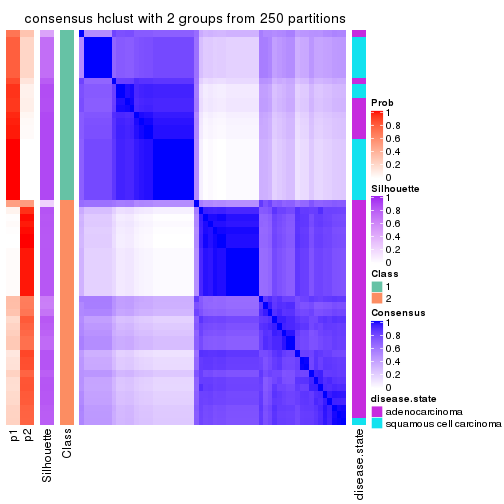 consensus hclust with 2 groups from 250 partitions
Prob
1
0.8
0.6
0.4
0.2
0
Silhouette
1
0.8
0.6
0.4
0.2
0
Class
1
2
Consensus
1
0.8
0.6
0.4
0.2
0
disease.state
adenocarcinoma
squamous cell carcinoma
p1
p2
Silhouette
Class
disease.state